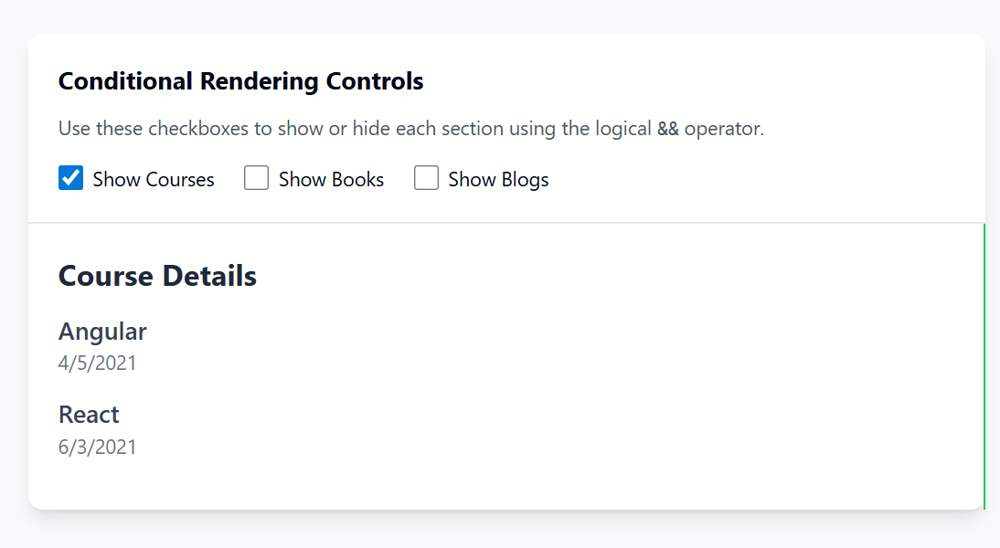 Conditional Rendering Controls
Use these checkboxes to show or hide each section using the logical && operator.
Show Courses Show Books Show Blogs
Course Details
Angular
4/5/2021
React
6/3/2021